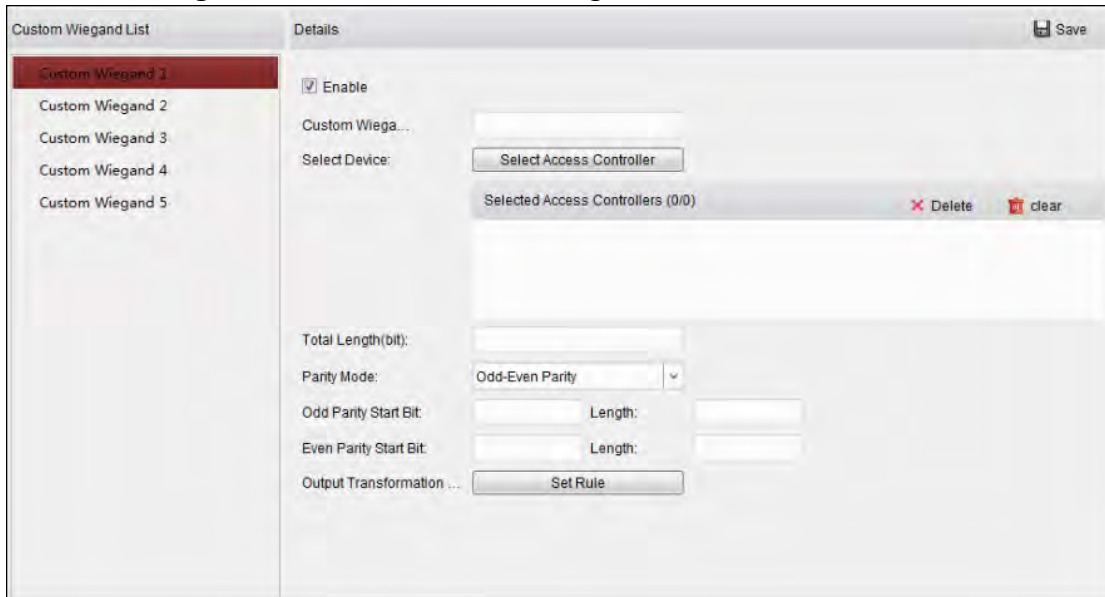 Custom Wiegand List
Details
Save
Custom Wiegand 1
Custom Wiegand 2
Custom Wiegand 3
Custom Wiegand 4
Custom Wiegand 5
Enable
Custom Wiega...
Select Device:
Select Access Controller
Selected Access Controllers (0/0)
Delete
clear
Total Length(bit):
Parity Mode:
Odd-Even Parity
Odd Parity Start Bit:
Length:
Even Parity Start Bit:
Length:
Output Transformation ...
Set Rule